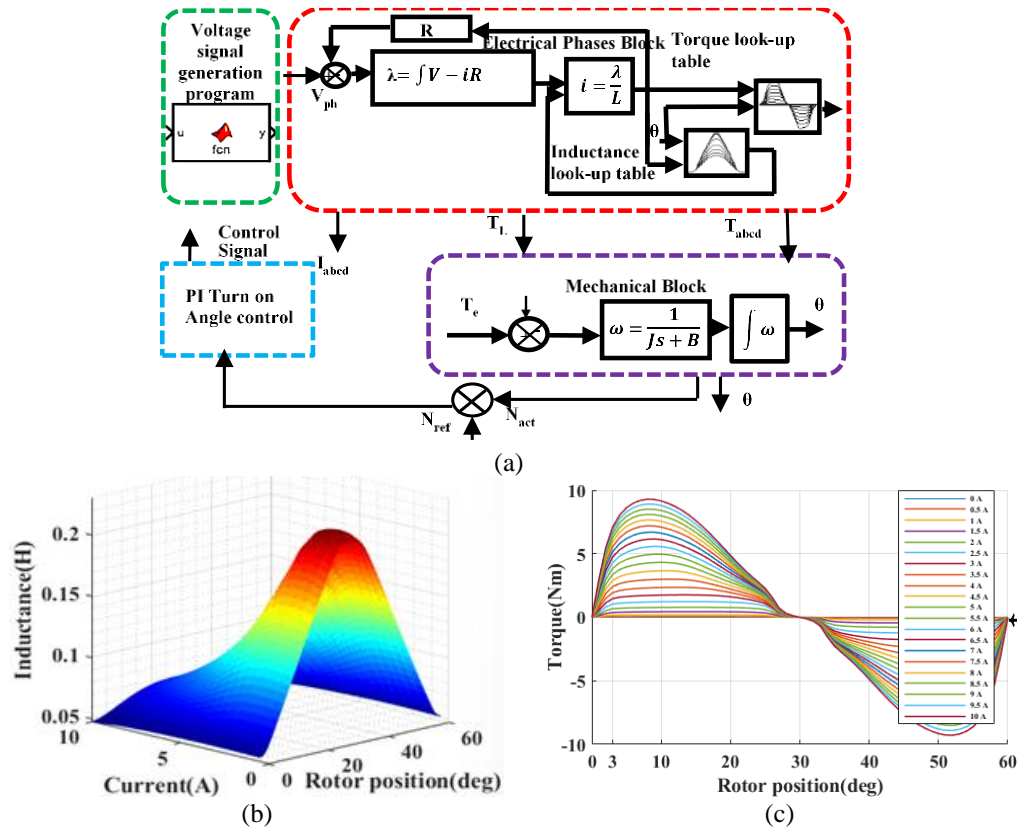 Voltage
signal
generation
program
u
y
fcn
R
Electrical Phases Block
Torque look-up
table
V_ph
λ= ∫ V − iR
i = λ/L
θ
Inductance
look-up table
Control
Signal
I_abcd
T_L
T_abcd
PI Turn on
Angle control
Mechanical Block
T_e
ω = 1/(Js + B)
∫ ω
θ
N_ref
N_act
θ
(a)
Inductance(H)
0.2
0.15
0.1
0.05
10
5
0
0
20
40
60
Current(A)
Rotor position(deg)
(b)
Torque(Nm)
10
5
0
-5
-10
0 3 10 20 30 40 50 60
Rotor position(deg)
0 A
0.5 A
1 A
1.5 A
2 A
2.5 A
3 A
3.5 A
4 A
4.5 A
5 A
5.5 A
6 A
6.5 A
7 A
7.5 A
8 A
8.5 A
9 A
9.5 A
10 A
(c)